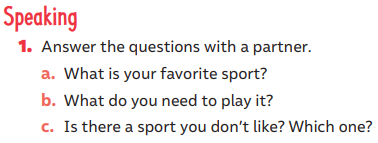 Speaking
1. Answer the questions with a partner.
a. What is your favorite sport?
b. What do you need to play it?
c. Is there a sport you don’t like? Which one?